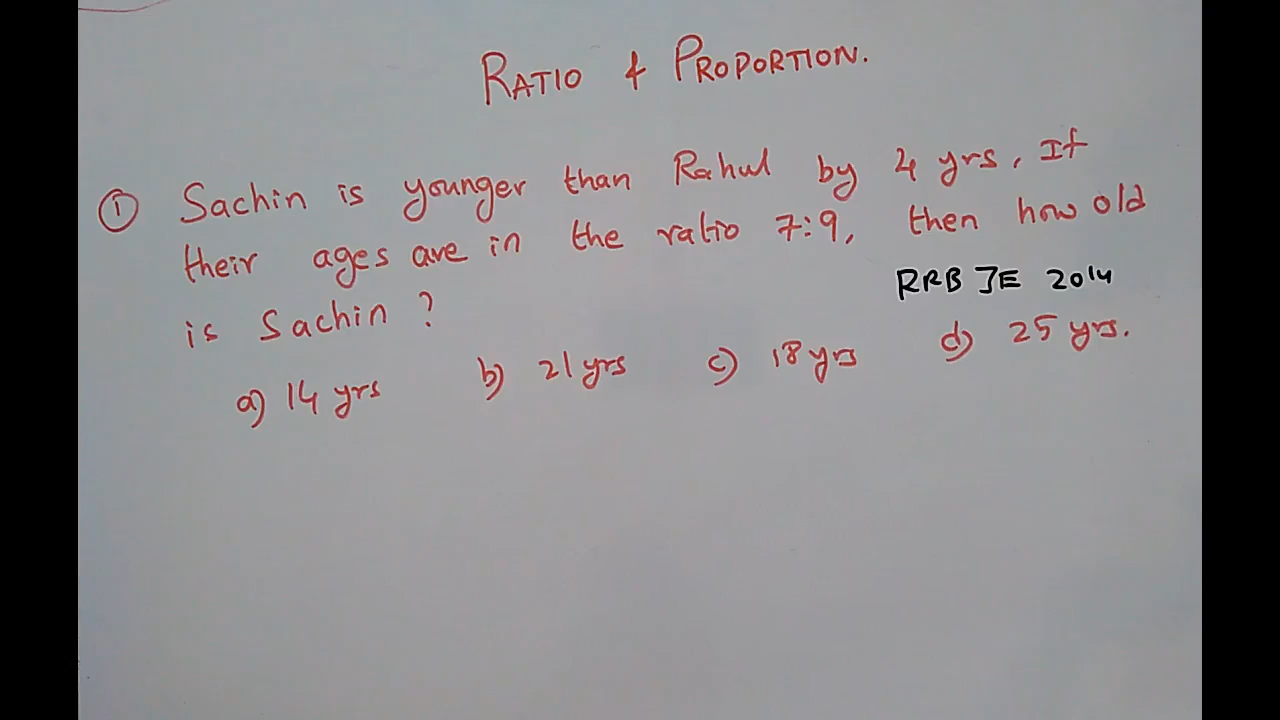 RATIO & PROPORTION.
① Sachin is younger than Rahul by 4 yrs, If
their ages are in the ratio 7:9, then how old
is Sachin ?
RRB JE 2014
a) 14 yrs b) 21 yrs c) 18 yrs d) 25 yrs.